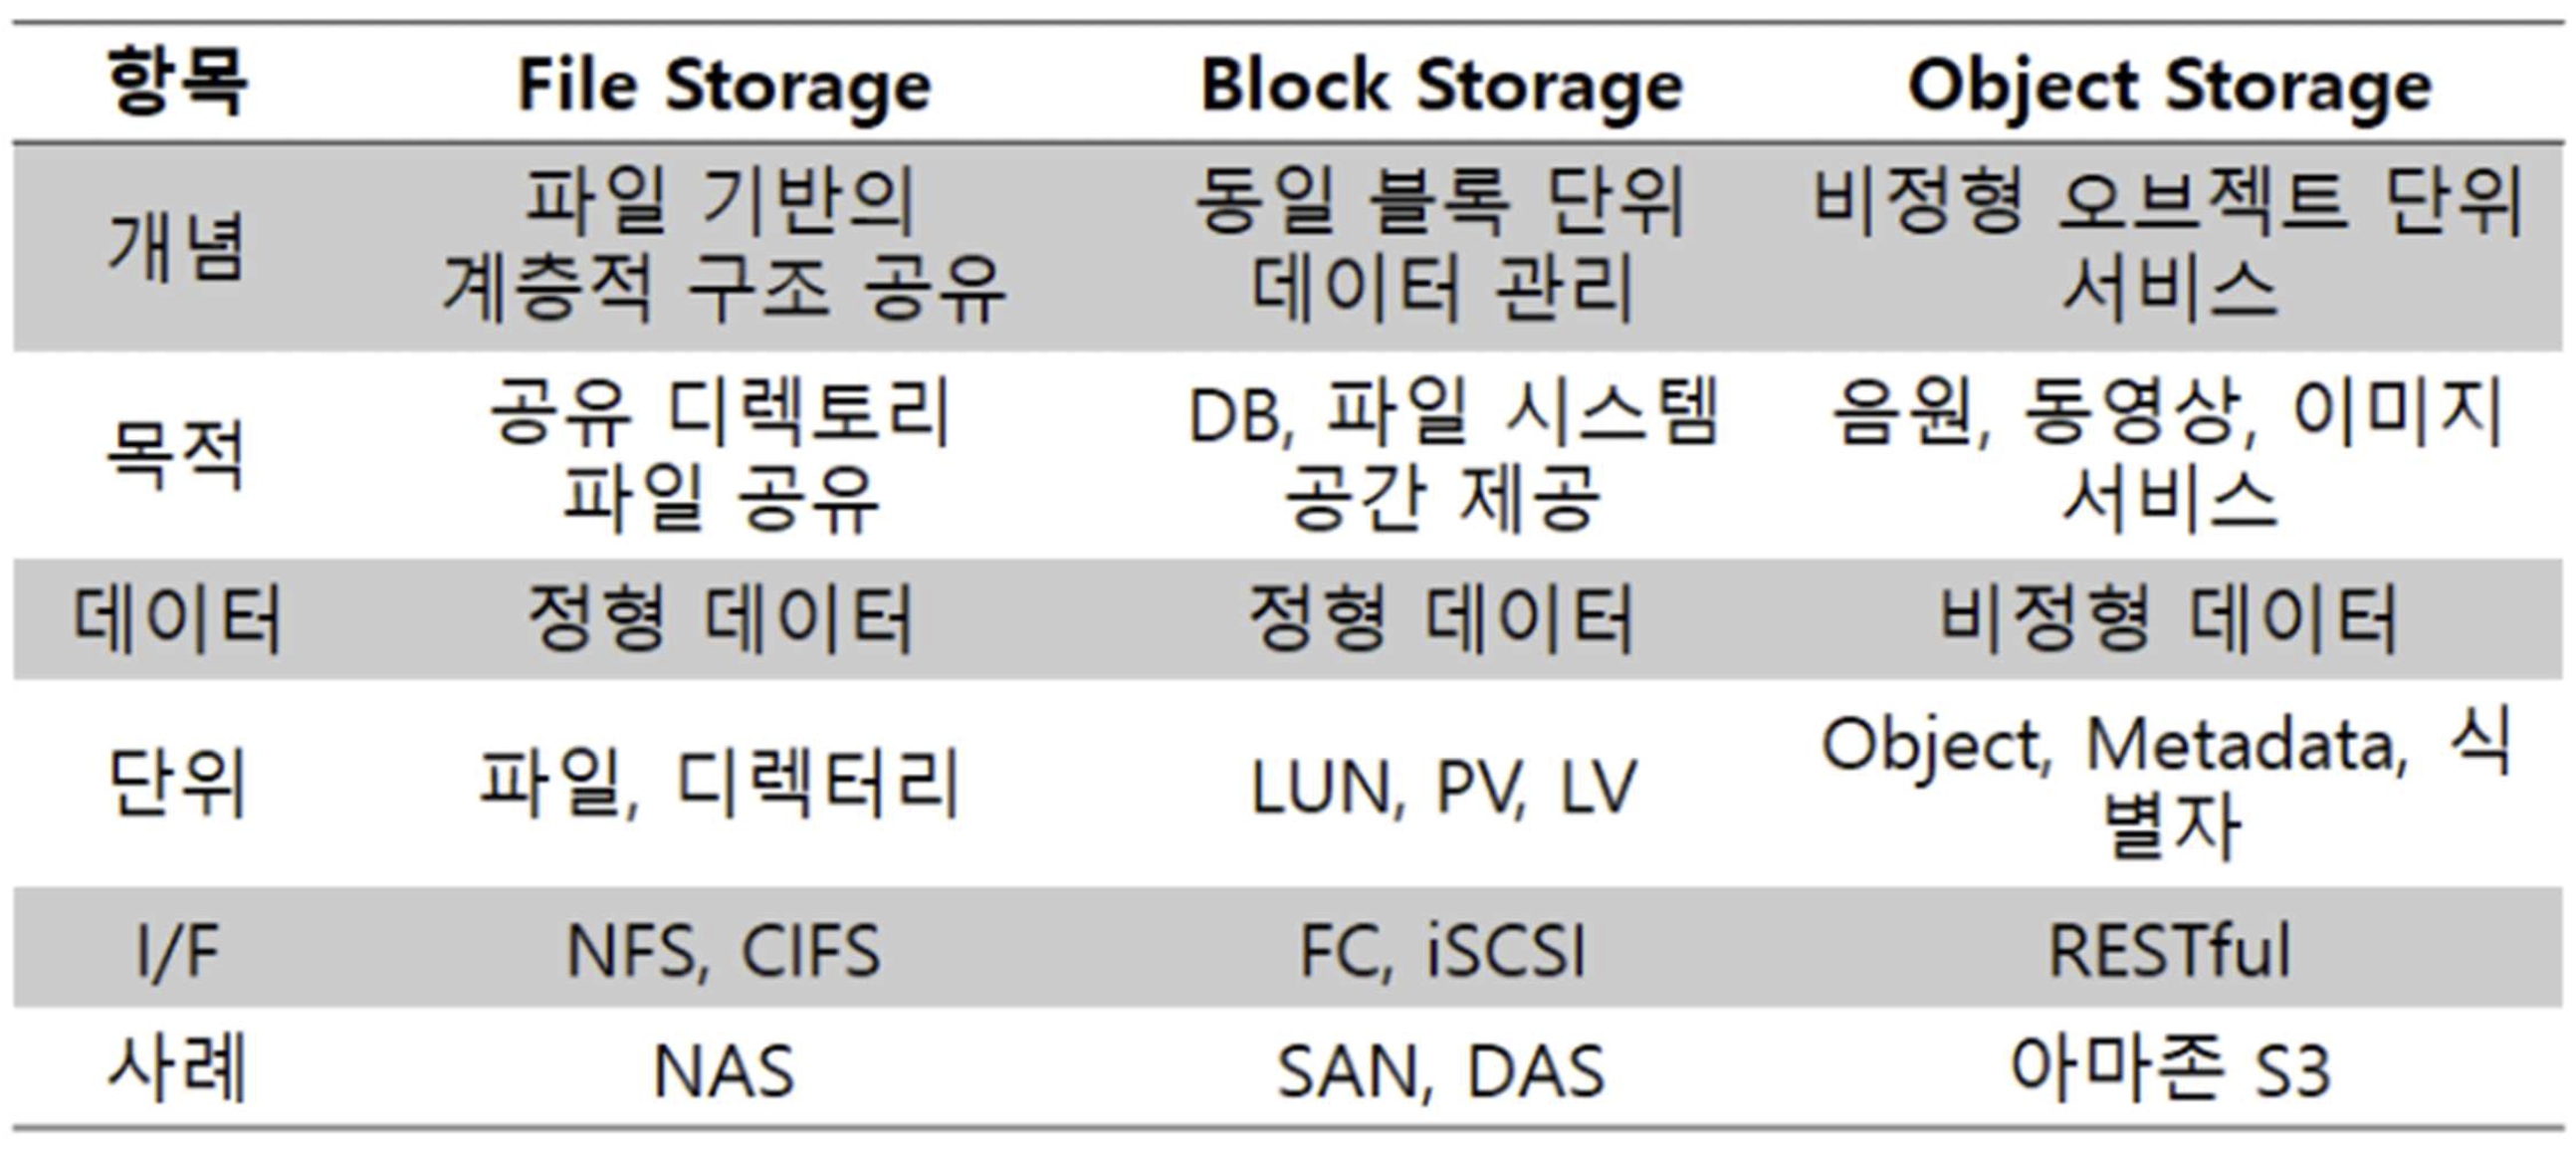 항목 File Storage Block Storage Object Storage
개념 파일 기반의 계층적 구조 공유 동일 블록 단위 데이터 관리 비정형 오브젝트 단위 서비스
목적 공유 디렉토리 파일 공유 DB, 파일 시스템 공간 제공 음원, 동영상, 이미지 서비스
데이터 정형 데이터 정형 데이터 비정형 데이터
단위 파일, 디렉터리 LUN, PV, LV Object, Metadata, 식별자
I/F NFS, CIFS FC, iSCSI RESTful
사례 NAS SAN, DAS 아마존 S3